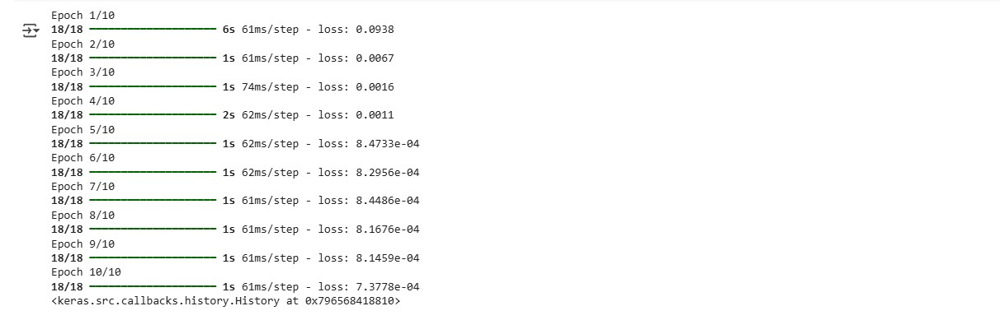 Epoch 1/10
18/18 ━━━━━━━━━━━━━━━━━━━━ 6s 61ms/step - loss: 0.0938
Epoch 2/10
18/18 ━━━━━━━━━━━━━━━━━━━━ 1s 61ms/step - loss: 0.0067
Epoch 3/10
18/18 ━━━━━━━━━━━━━━━━━━━━ 1s 74ms/step - loss: 0.0016
Epoch 4/10
18/18 ━━━━━━━━━━━━━━━━━━━━ 2s 62ms/step - loss: 0.0011
Epoch 5/10
18/18 ━━━━━━━━━━━━━━━━━━━━ 1s 62ms/step - loss: 8.4733e-04
Epoch 6/10
18/18 ━━━━━━━━━━━━━━━━━━━━ 1s 62ms/step - loss: 8.2956e-04
Epoch 7/10
18/18 ━━━━━━━━━━━━━━━━━━━━ 1s 61ms/step - loss: 8.4486e-04
Epoch 8/10
18/18 ━━━━━━━━━━━━━━━━━━━━ 1s 61ms/step - loss: 8.1676e-04
Epoch 9/10
18/18 ━━━━━━━━━━━━━━━━━━━━ 1s 61ms/step - loss: 8.1459e-04
Epoch 10/10
18/18 ━━━━━━━━━━━━━━━━━━━━ 1s 61ms/step - loss: 7.3778e-04
<keras.src.callbacks.history.History at 0x796568418810>